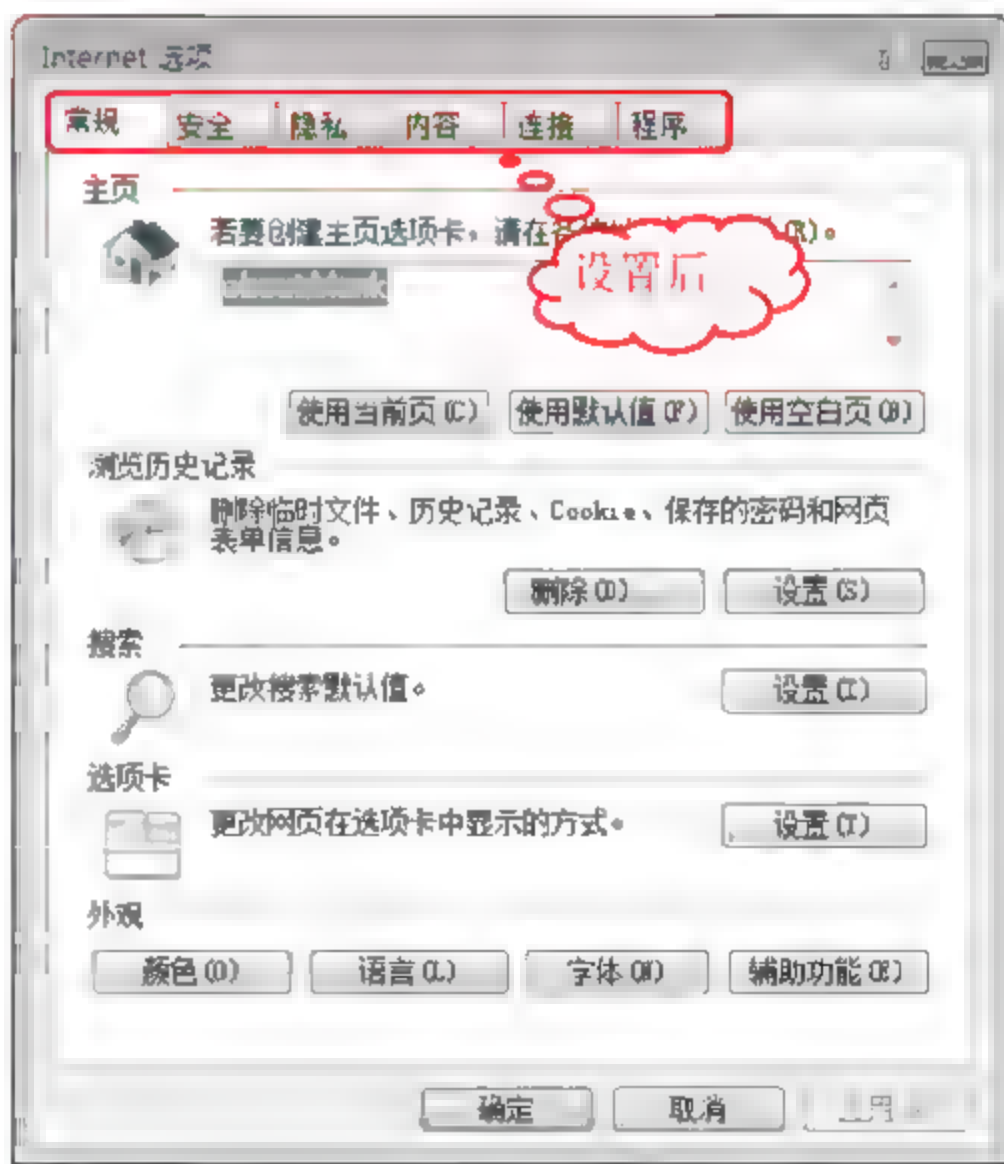 Internet 选项
常规 安全 隐私 内容 连接 程序
主页
若要创建主页选项卡，请在各 (R)。
设置后
使用当前页(C) 使用默认值(F) 使用空白页(B)
浏览历史记录
删除临时文件、历史记录、Cookie、保存的密码和网页
表单信息。
删除(D) 设置(S)
搜索
更改搜索默认值。
设置(I)
选项卡
更改网页在选项卡中显示的方式。
设置(T)
外观
颜色(O) 语言(L) 字体(N) 辅助功能(E)
确定 取消